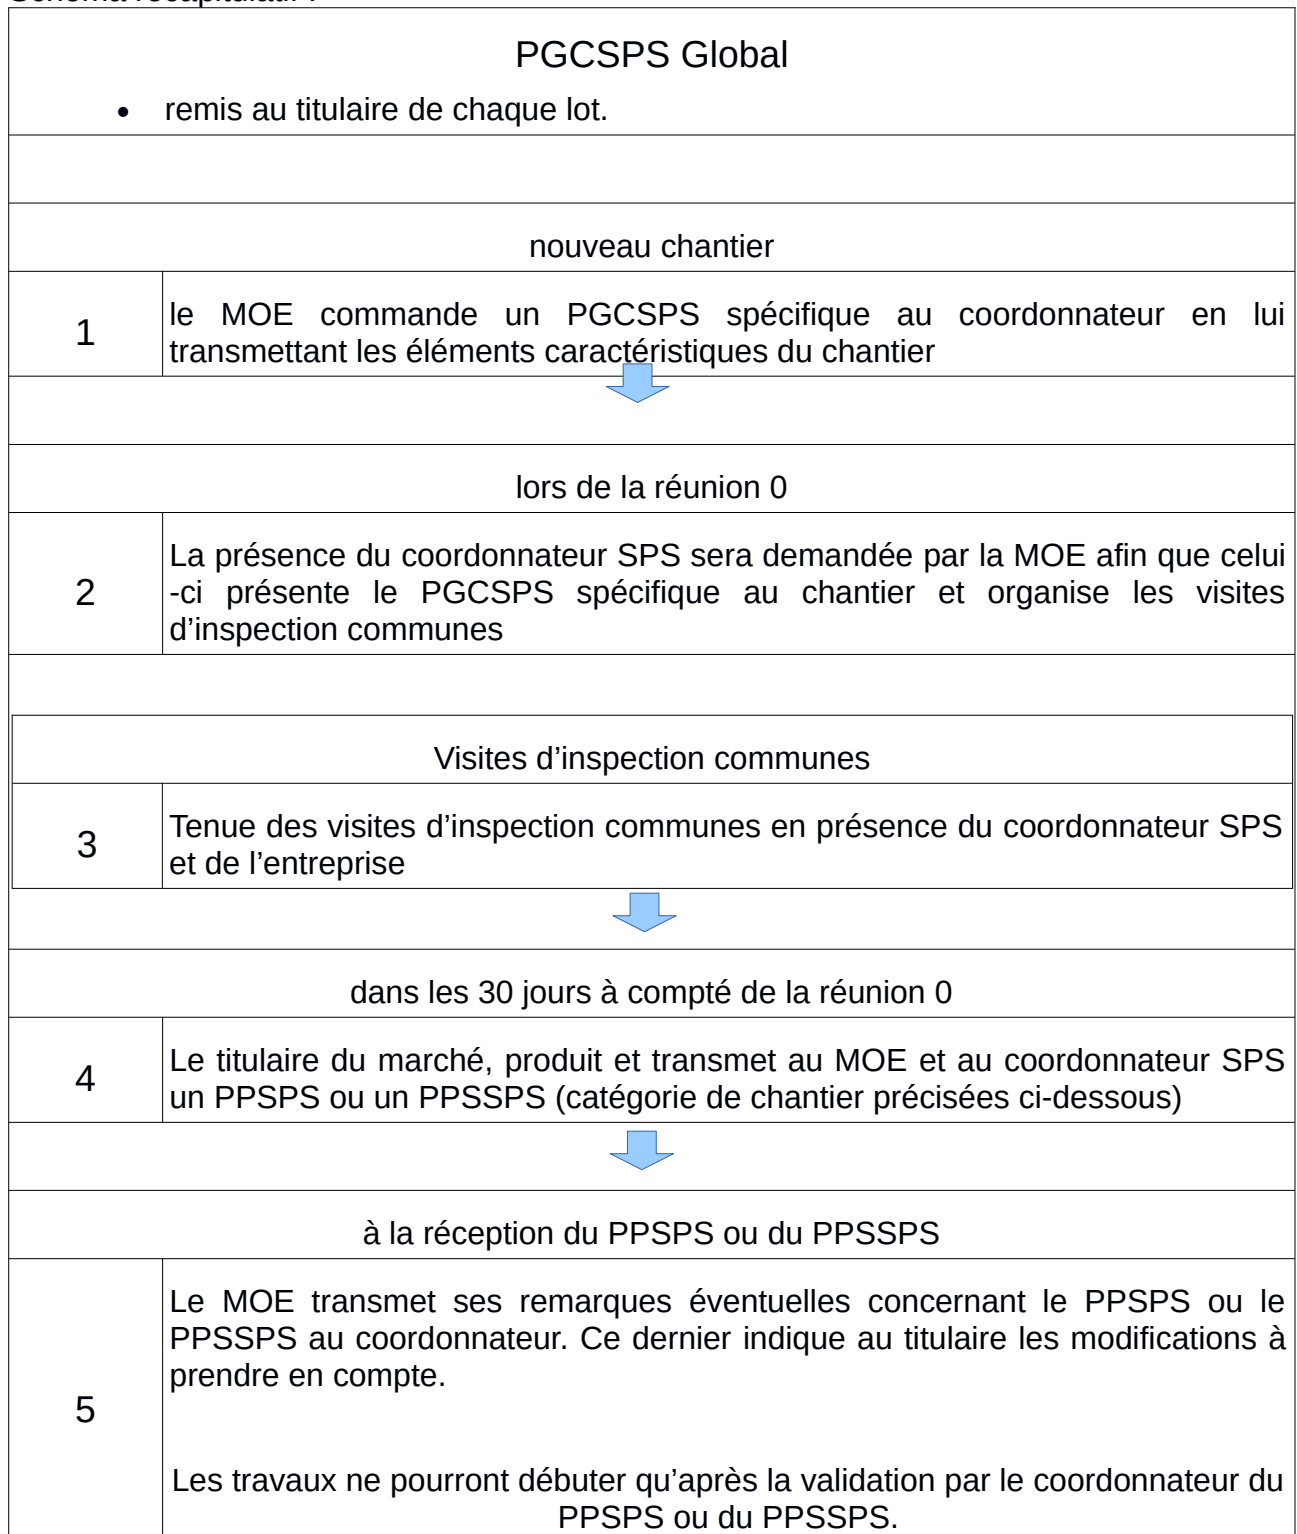 Schéma récapitulatif :
PGCSPS Global
• remis au titulaire de chaque lot.
nouveau chantier
1
le MOE commande un PGCSPS spécifique au coordonnateur en lui
transmettant les éléments caractéristiques du chantier
lors de la réunion 0
2
La présence du coordonnateur SPS sera demandée par la MOE afin que celui
-ci présente le PGCSPS spécifique au chantier et organise les visites
d’inspection communes
Visites d’inspection communes
3
Tenue des visites d’inspection communes en présence du coordonnateur SPS
et de l’entreprise
dans les 30 jours à compté de la réunion 0
4
Le titulaire du marché, produit et transmet au MOE et au coordonnateur SPS
un PPSPS ou un PPSSPS (catégorie de chantier précisées ci-dessous)
à la réception du PPSPS ou du PPSSPS
5
Le MOE transmet ses remarques éventuelles concernant le PPSPS ou le
PPSSPS au coordonnateur. Ce dernier indique au titulaire les modifications à
prendre en compte.
Les travaux ne pourront débuter qu’après la validation par le coordonnateur du
PPSPS ou du PPSSPS.